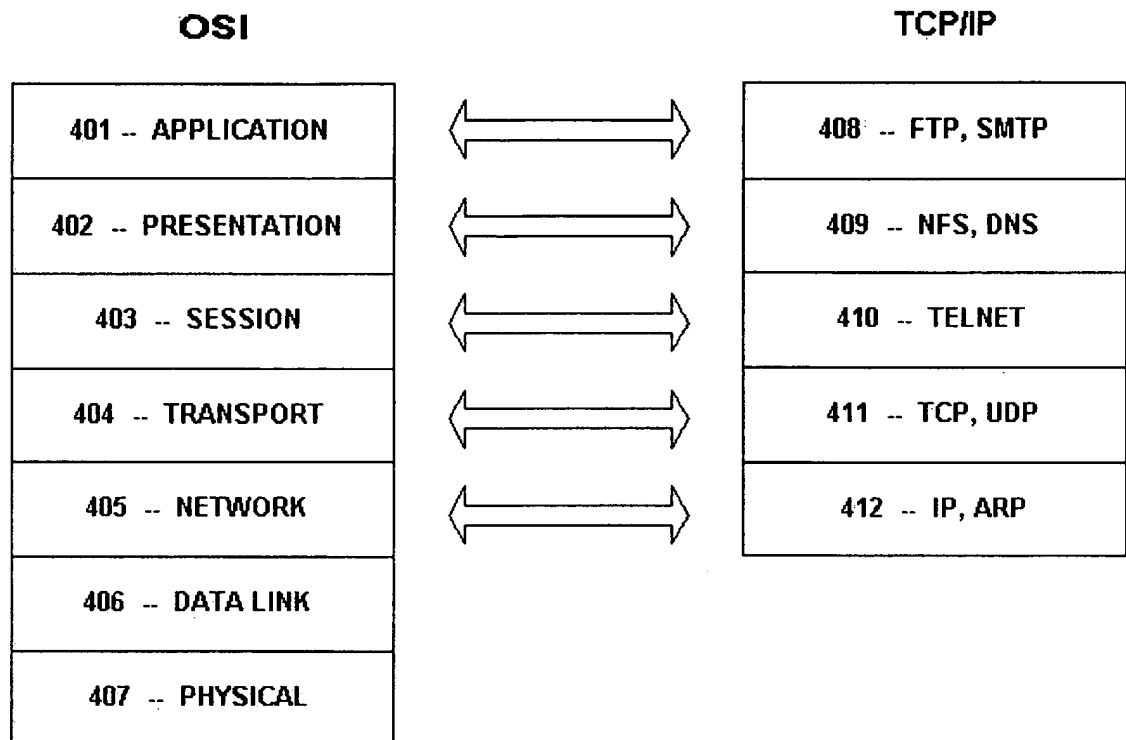 OSI
TCP/IP
401 -- APPLICATION
408 -- FTP, SMTP
402 -- PRESENTATION
409 -- NFS, DNS
403 -- SESSION
410 -- TELNET
404 -- TRANSPORT
411 -- TCP, UDP
405 -- NETWORK
412 -- IP, ARP
406 -- DATA LINK
407 -- PHYSICAL